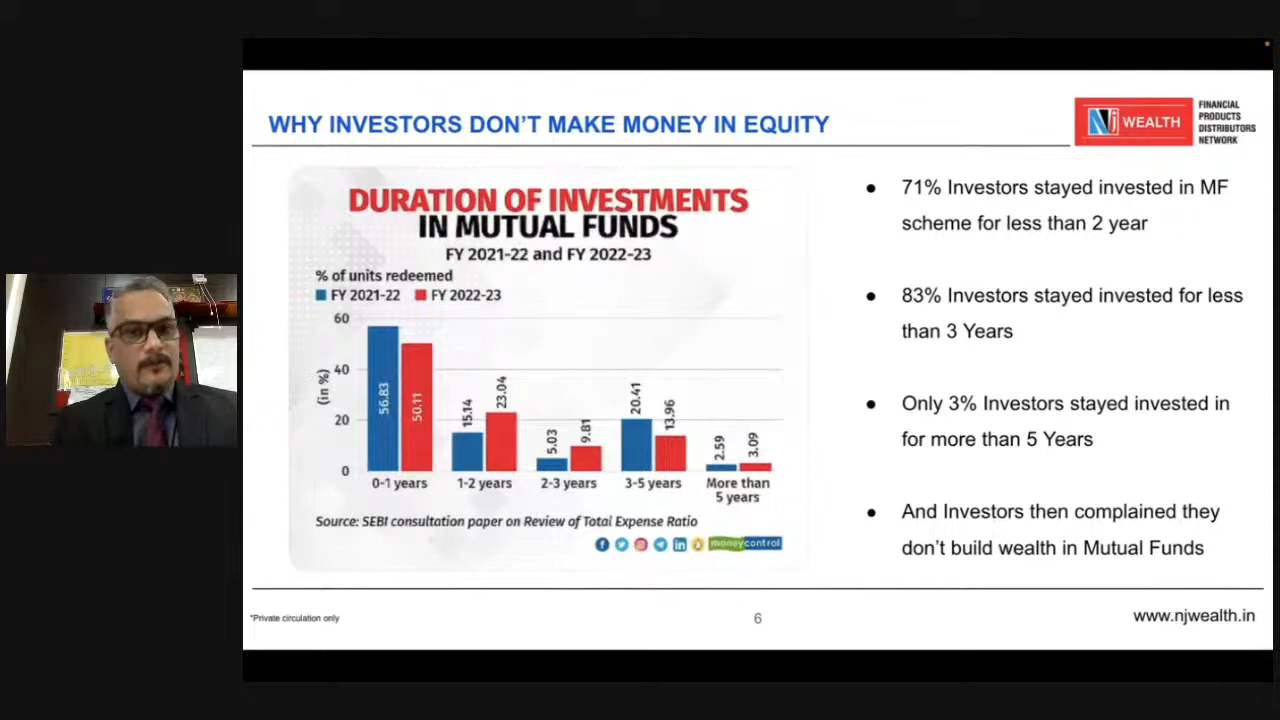 WHY INVESTORS DON'T MAKE MONEY IN EQUITY
NJ WEALTH
FINANCIAL
PRODUCTS
DISTRIBUTORS
NETWORK
DURATION OF INVESTMENTS
IN MUTUAL FUNDS
FY 2021-22 and FY 2022-23
% of units redeemed
FY 2021-22 FY 2022-23
(in %)
60
40
20
0
56.83
50.11
15.14
23.04
5.03
9.81
20.41
13.96
2.59
3.09
0-1 years
1-2 years
2-3 years
3-5 years
More than
5 years
Source: SEBI consultation paper on Review of Total Expense Ratio
moneycontrol
• 71% Investors stayed invested in MF
scheme for less than 2 year
• 83% Investors stayed invested for less
than 3 Years
• Only 3% Investors stayed invested in
for more than 5 Years
• And Investors then complained they
don't build wealth in Mutual Funds
*Private circulation only
6
www.njwealth.in